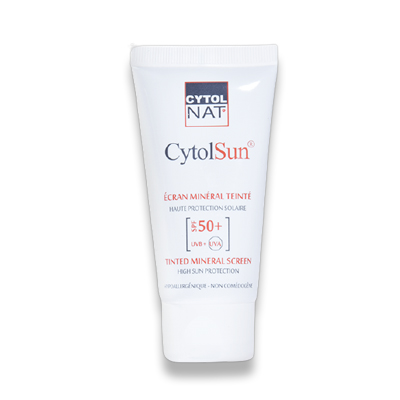 CYTOL
NAT®
CytolSun®
ÉCRAN MINÉRAL TEINTÉ
HAUTE PROTECTION SOLAIRE
SPF 50+
UVB + UVA
TINTED MINERAL SCREEN
HIGH SUN PROTECTION
HYPOALLERGÉNIQUE - NON COMÉDOGÈNE